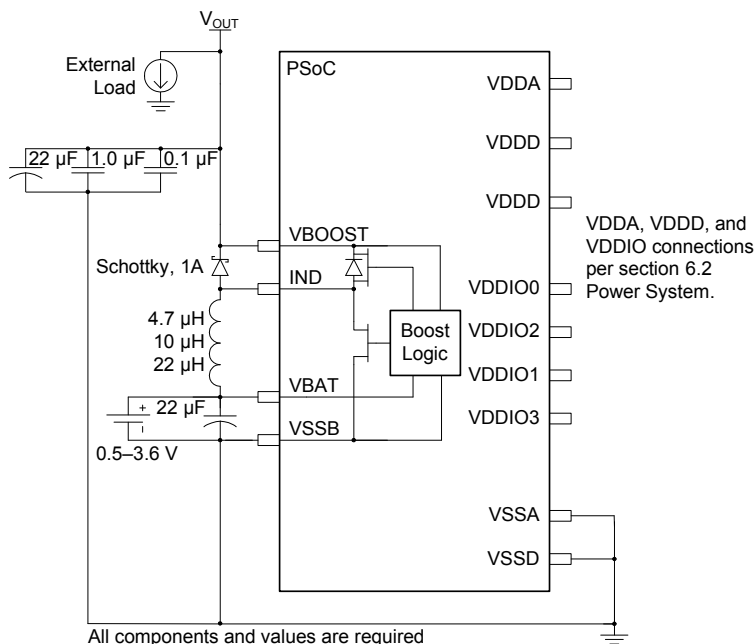 VOUT
External
Load
PSoC
VDDA
22 µF
1.0 µF
0.1 µF
VDDD
VDDD
VDDA, VDDD, and
VDDIO connections
per section 6.2
Power System.
VBOOST
Schottky, 1A
IND
VDDIO0
4.7 µH
10 µH
22 µH
Boost
Logic
VDDIO2
VBAT
VDDIO1
+
22 µF
–
VSSB
VDDIO3
0.5–3.6 V
VSSA
VSSD
All components and values are required